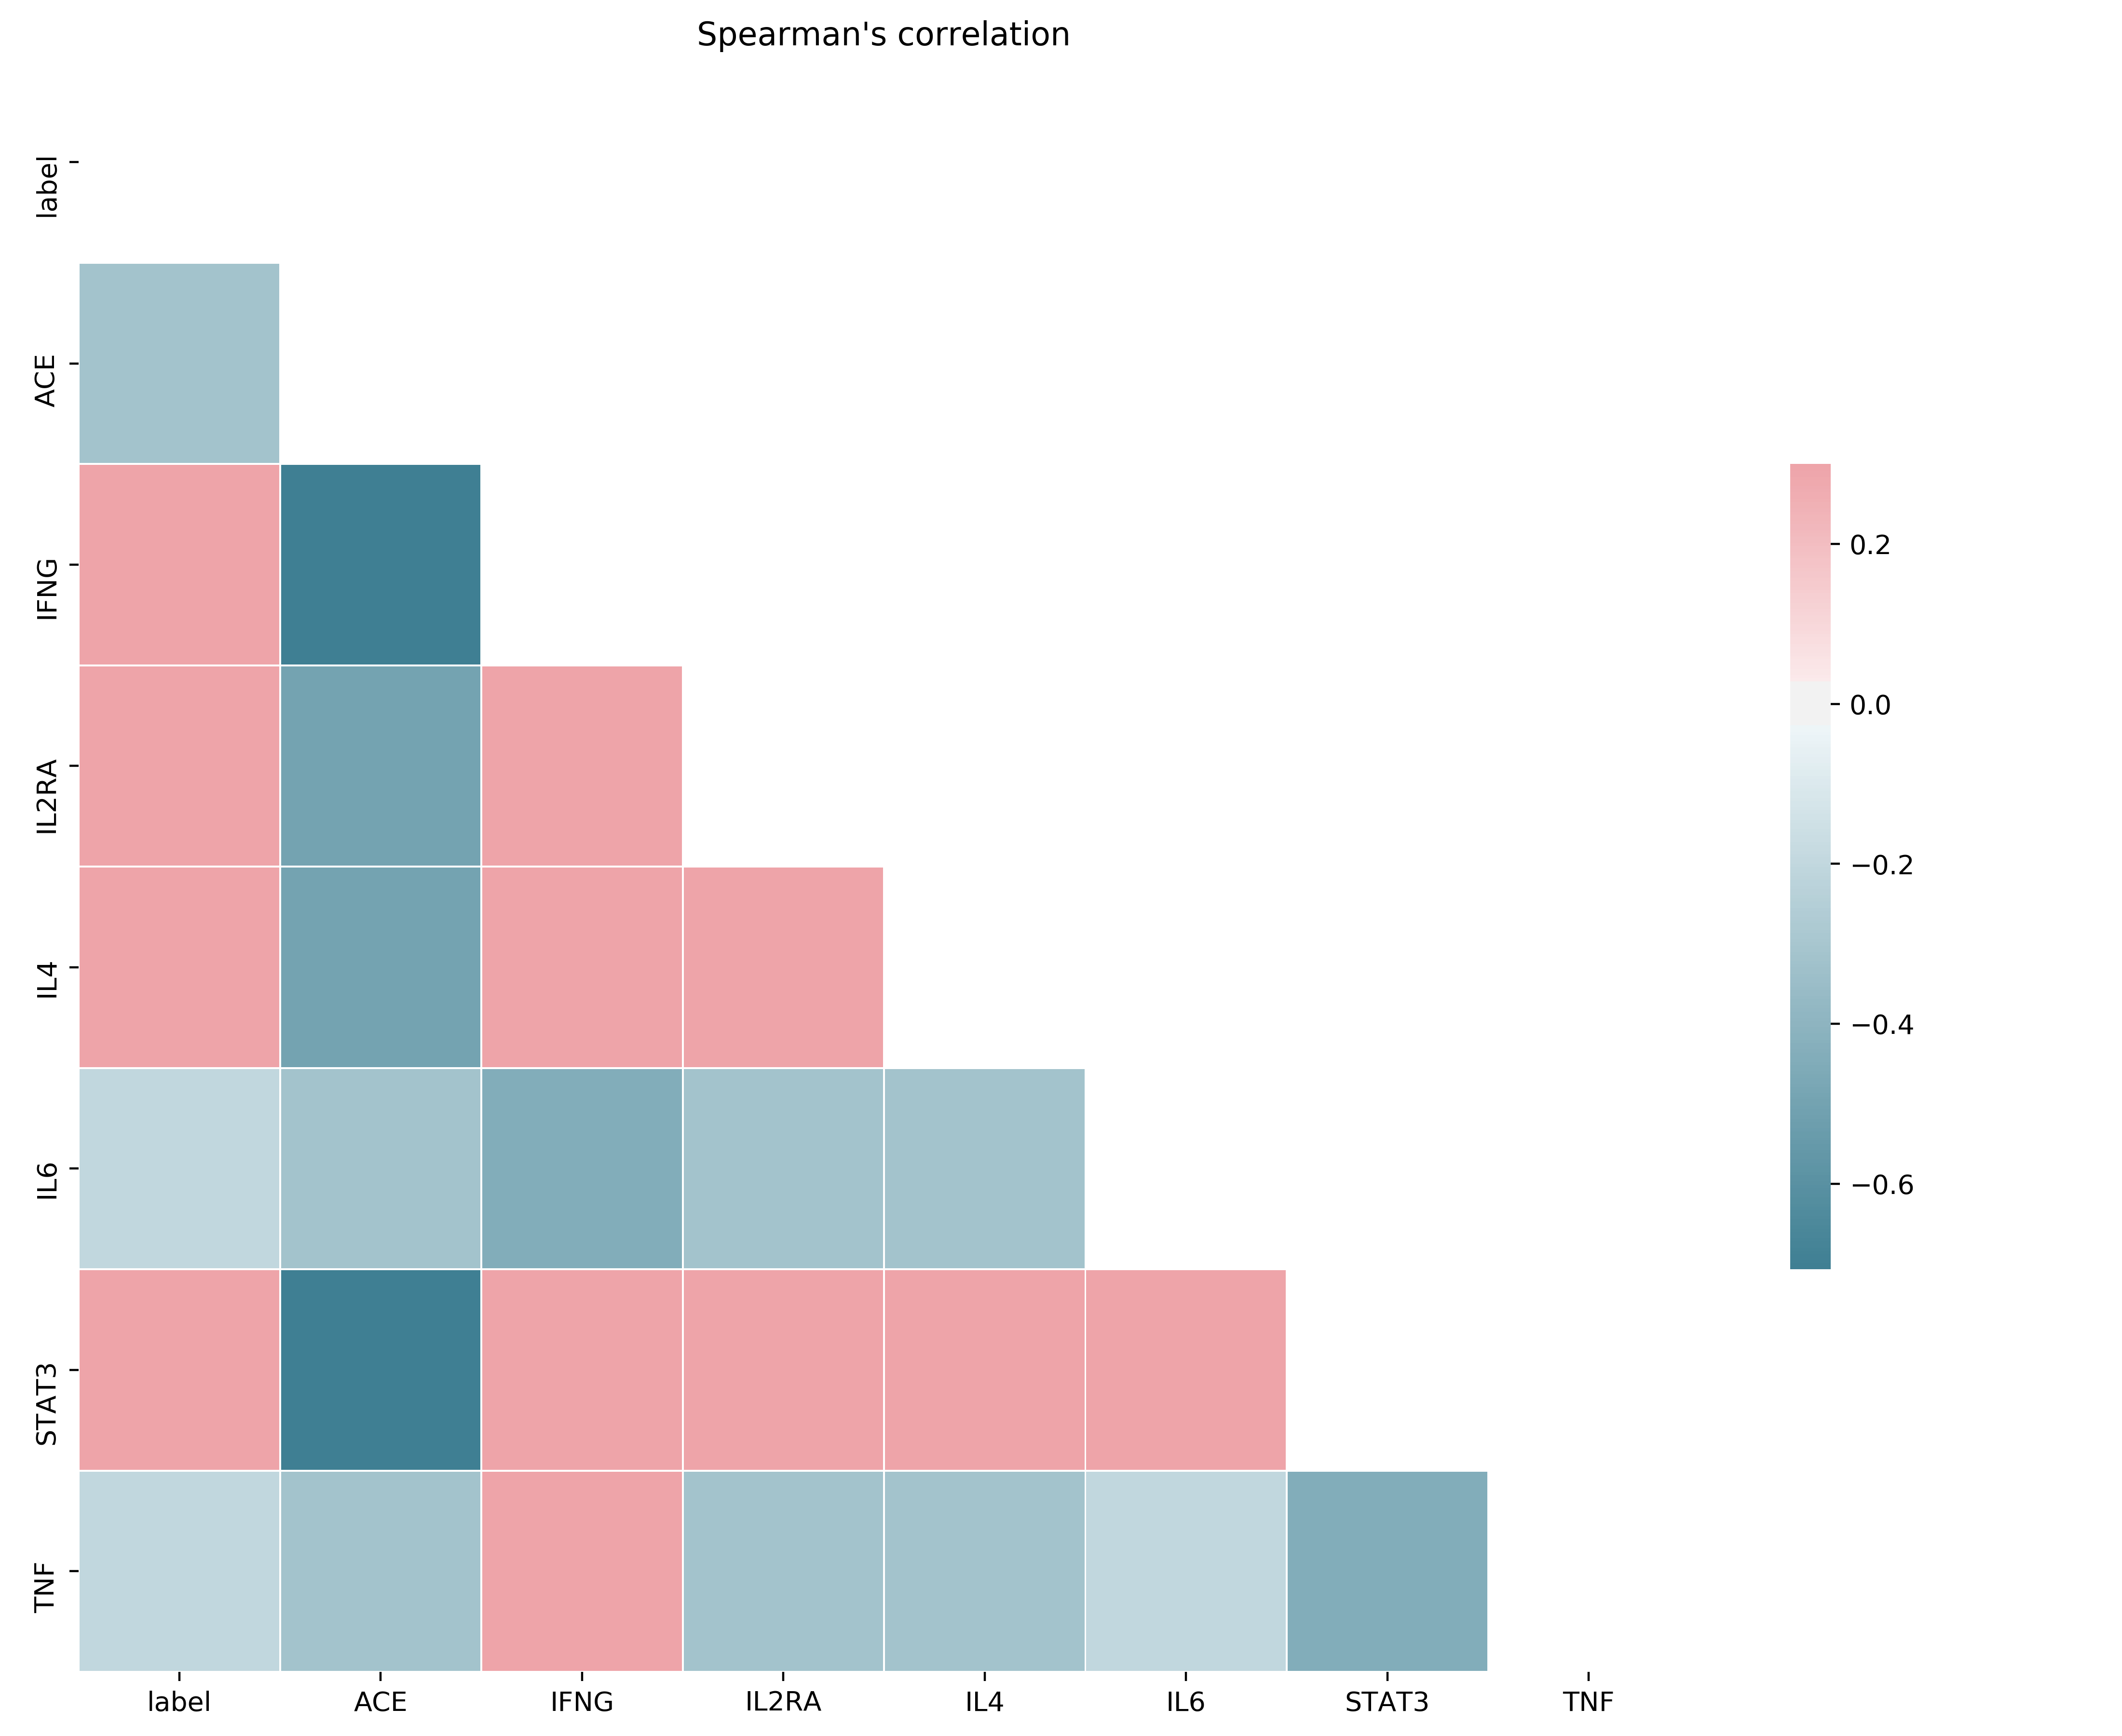 Spearman's correlation
label
ACE
IFNG
IL2RA
IL4
IL6
STAT3
TNF
label ACE IFNG IL2RA IL4 IL6 STAT3 TNF
0.2
0.0
−0.2
−0.4
−0.6